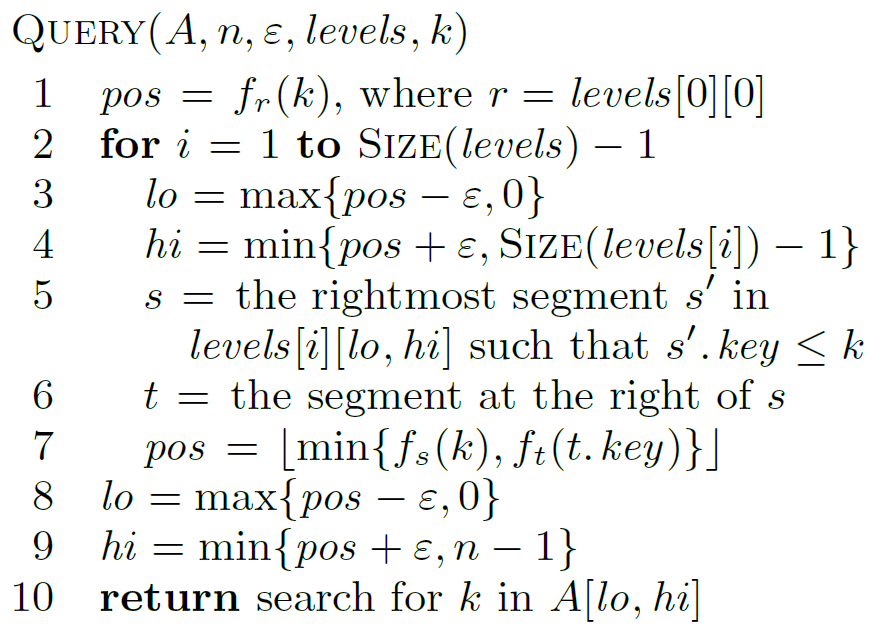 QUERY(A, n, ε, levels, k)
1 pos = f_r(k), where r = levels[0][0]
2 for i = 1 to SIZE(levels) − 1
3 lo = max{pos − ε, 0}
4 hi = min{pos + ε, SIZE(levels[i]) − 1}
5 s = the rightmost segment s′ in
levels[i][lo, hi] such that s′.key ≤ k
6 t = the segment at the right of s
7 pos = ⌊min{f_s(k), f_t(t.key)}⌋
8 lo = max{pos − ε, 0}
9 hi = min{pos + ε, n − 1}
10 return search for k in A[lo, hi]